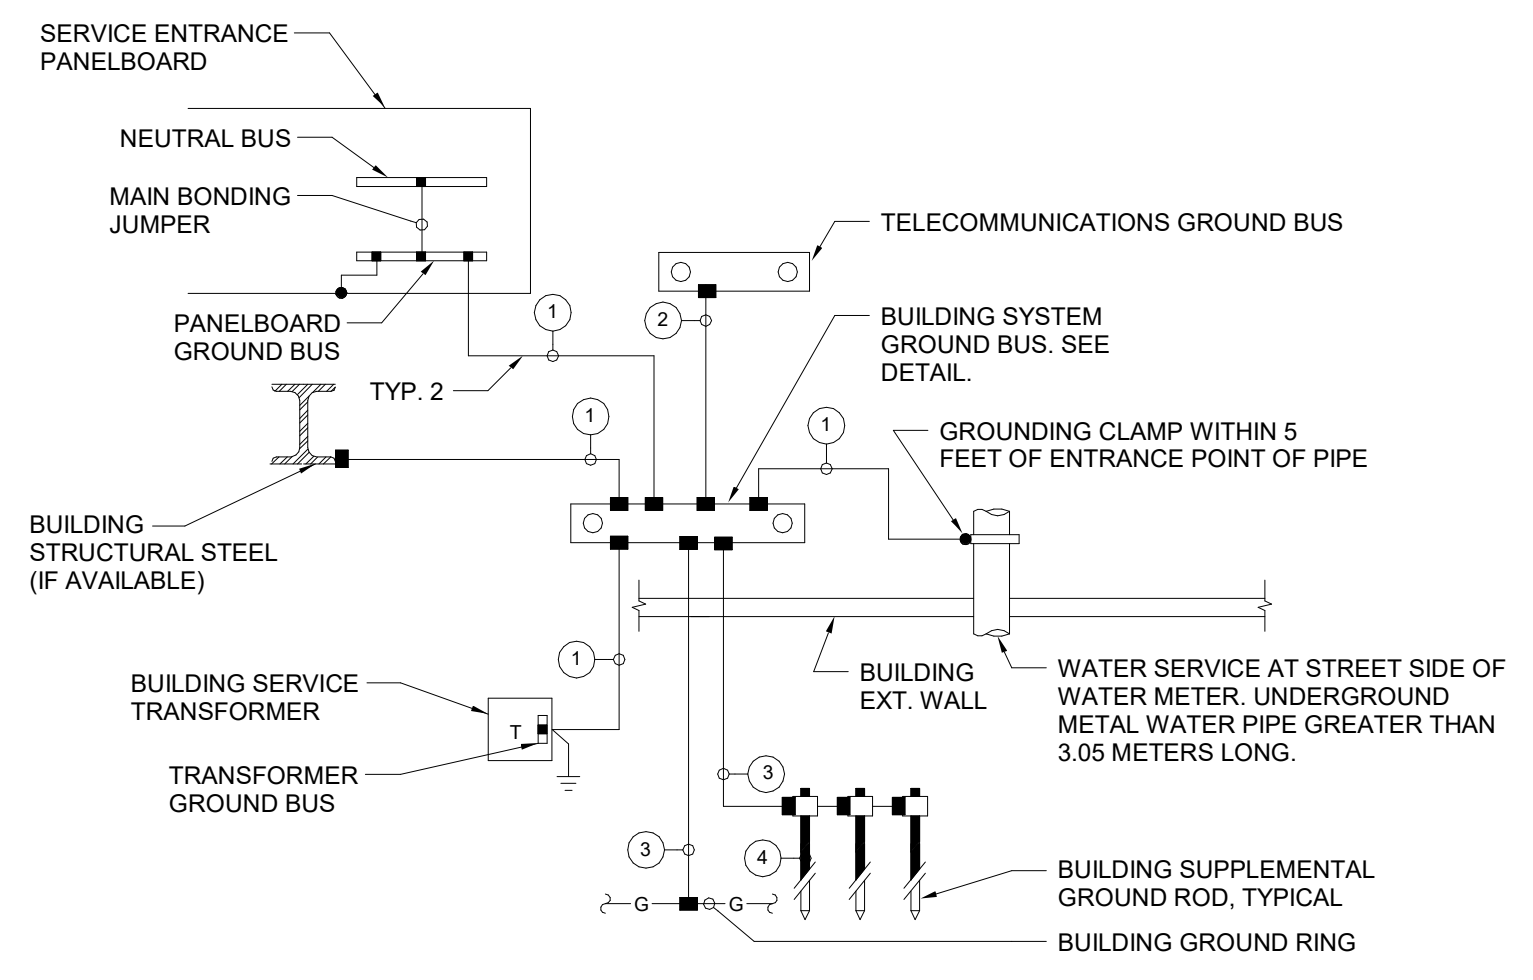 SERVICE ENTRANCE
PANELBOARD
NEUTRAL BUS
MAIN BONDING
JUMPER
PANELBOARD
GROUND BUS
TYP. 2
1
2
TELECOMMUNICATIONS GROUND BUS
BUILDING SYSTEM
GROUND BUS. SEE
DETAIL.
1
1
GROUNDING CLAMP WITHIN 5
FEET OF ENTRANCE POINT OF PIPE
BUILDING
STRUCTURAL STEEL
(IF AVAILABLE)
1
BUILDING SERVICE
TRANSFORMER
T
TRANSFORMER
GROUND BUS
BUILDING
EXT. WALL
WATER SERVICE AT STREET SIDE OF
WATER METER. UNDERGROUND
METAL WATER PIPE GREATER THAN
3.05 METERS LONG.
3
3
4
G
G
BUILDING SUPPLEMENTAL
GROUND ROD, TYPICAL
BUILDING GROUND RING